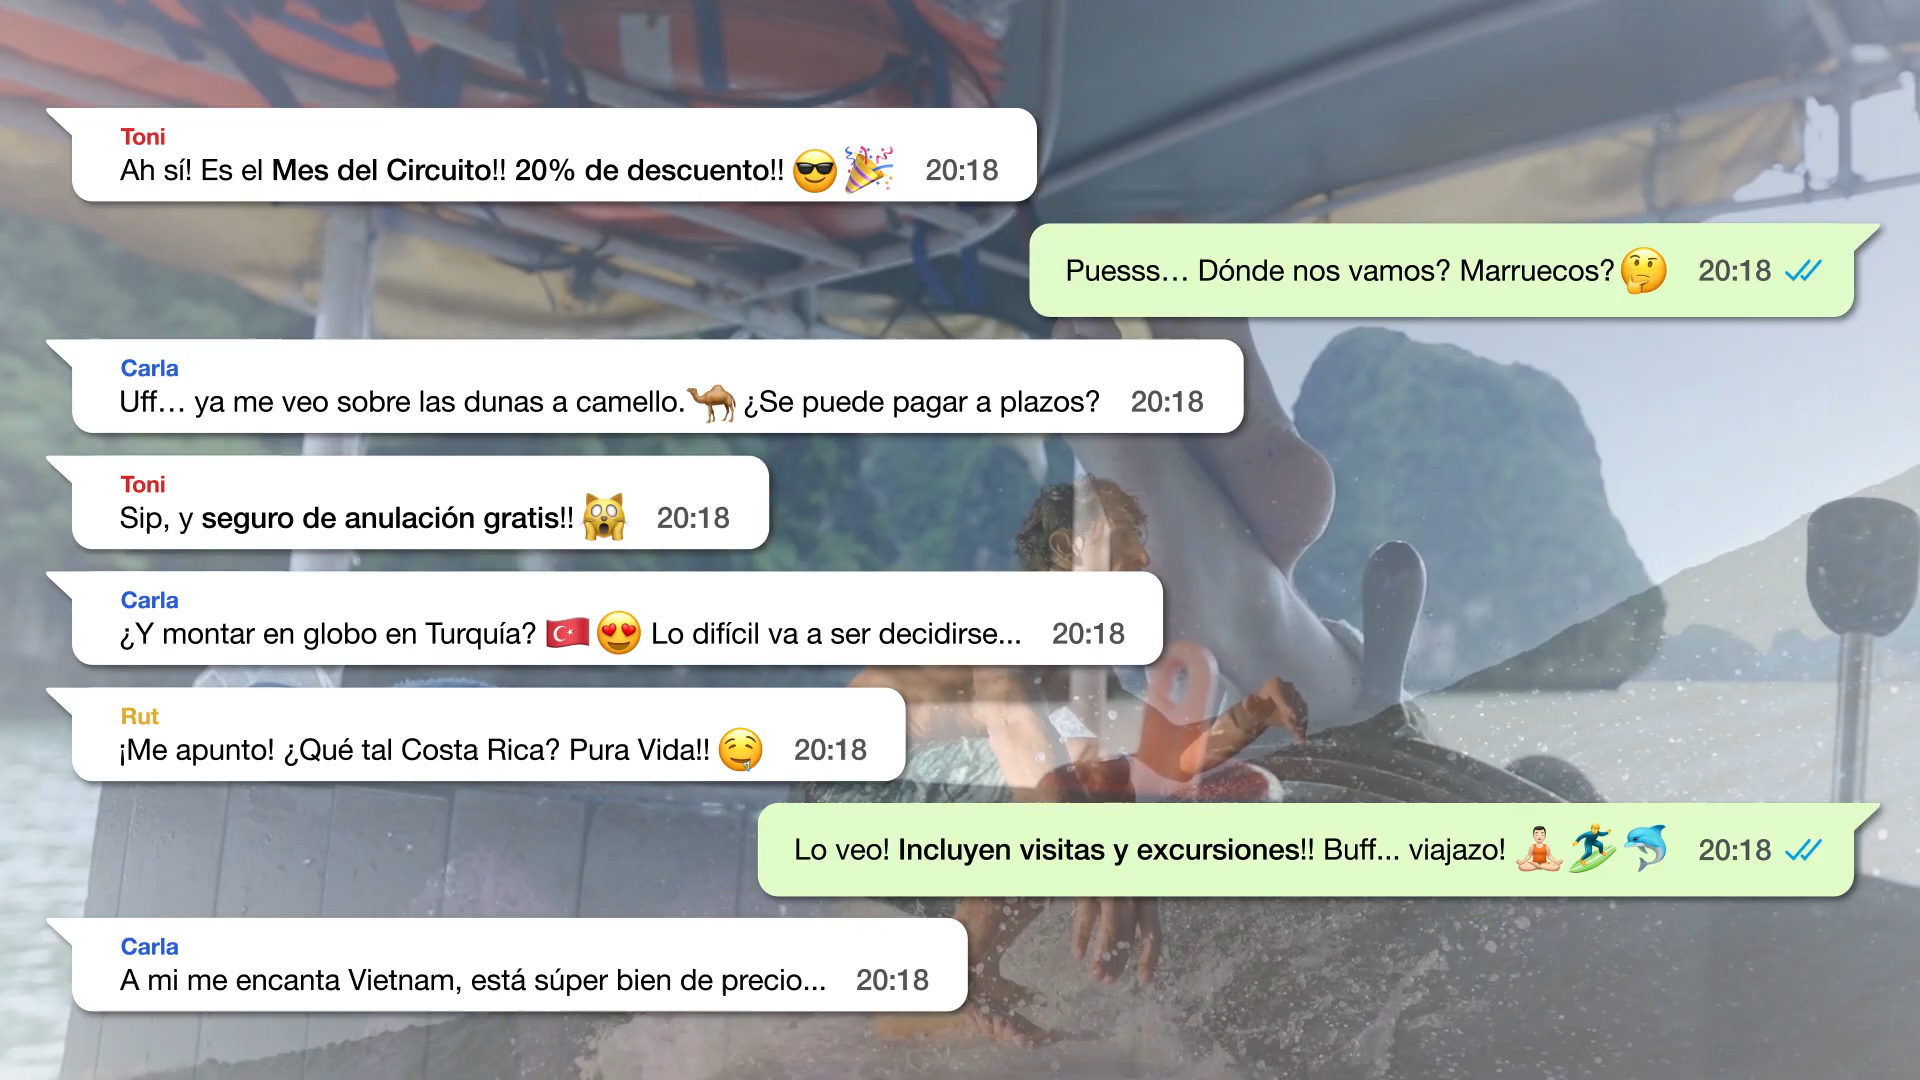 Toni
Ah sí! Es el Mes del Circuito!! 20% de descuento!! 😎🎉 20:18
Puesss... Dónde nos vamos? Marruecos?🤔 20:18
Carla
Uff... ya me veo sobre las dunas a camello.🐪 ¿Se puede pagar a plazos? 20:18
Toni
Sip, y seguro de anulación gratis!! 🙀 20:18
Carla
¿Y montar en globo en Turquía? 🇹🇷😍 Lo difícil va a ser decidirse... 20:18
Rut
¡Me apunto! ¿Qué tal Costa Rica? Pura Vida!! 🤤 20:18
Lo veo! Incluyen visitas y excursiones!! Buff... viajazo! 🧘🏻‍♂️🏄‍♂️🐬 20:18
Carla
A mi me encanta Vietnam, está súper bien de precio... 20:18